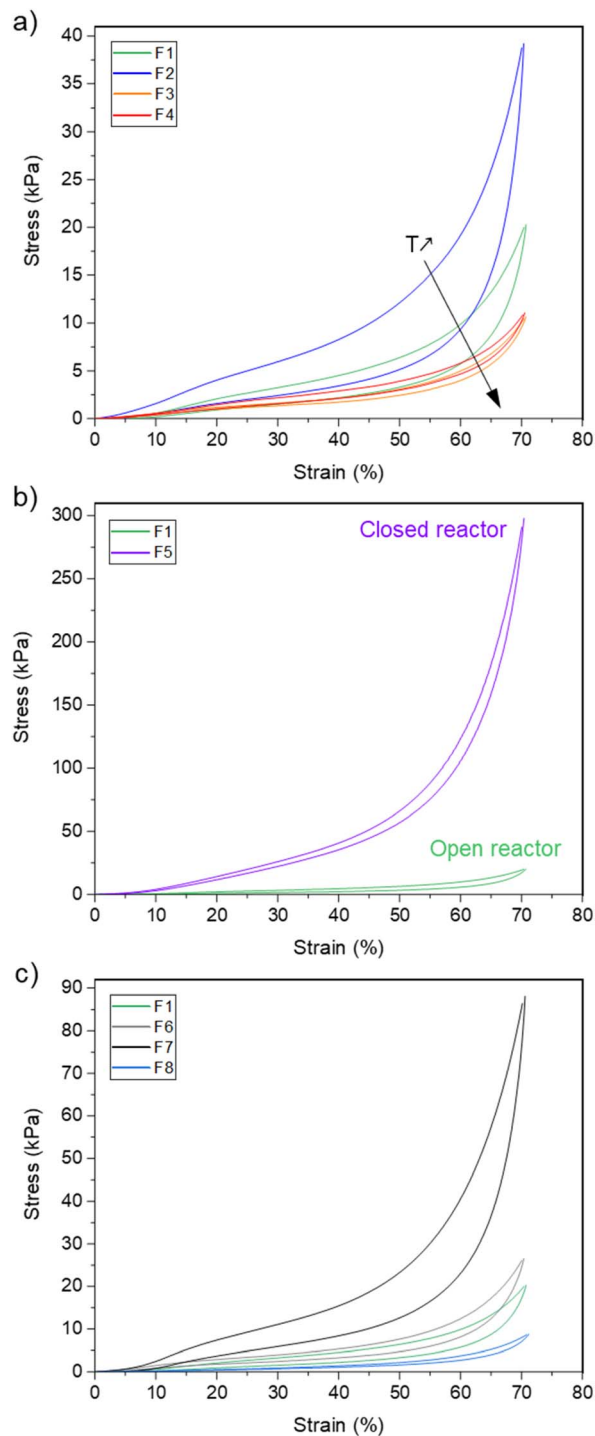 a)
F1
F2
F3
F4
40
35
30
25
20
15
10
5
0
Stress (kPa)
T↗
0 10 20 30 40 50 60 70 80
Strain (%)
b)
F1
F5
Closed reactor
Open reactor
300
250
200
150
100
50
0
Stress (kPa)
0 10 20 30 40 50 60 70 80
Strain (%)
c)
F1
F6
F7
F8
90
80
70
60
50
40
30
20
10
0
Stress (kPa)
0 10 20 30 40 50 60 70 80
Strain (%)